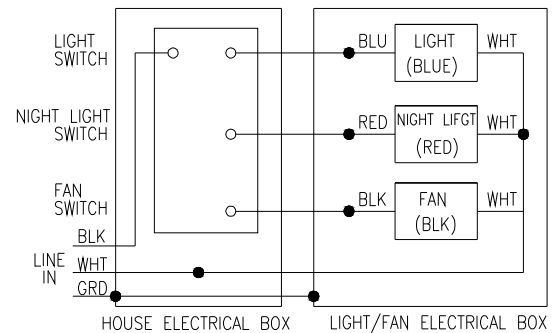 LIGHT
SWITCH
BLU
LIGHT
(BLUE)
WHT
NIGHT LIGHT
SWITCH
RED
NIGHT LIFGT
(RED)
WHT
FAN
SWITCH
BLK
FAN
(BLK)
WHT
BLK
LINE
IN
WHT
GRD
HOUSE ELECTRICAL BOX
LIGHT/FAN ELECTRICAL BOX